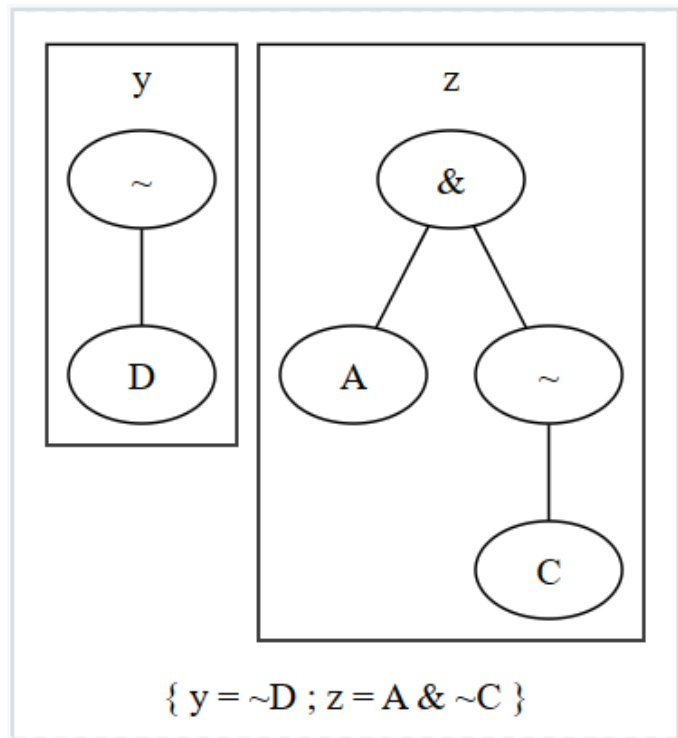 y
z
~
&
D
A
~
C
{ y = ~D ; z = A & ~C }